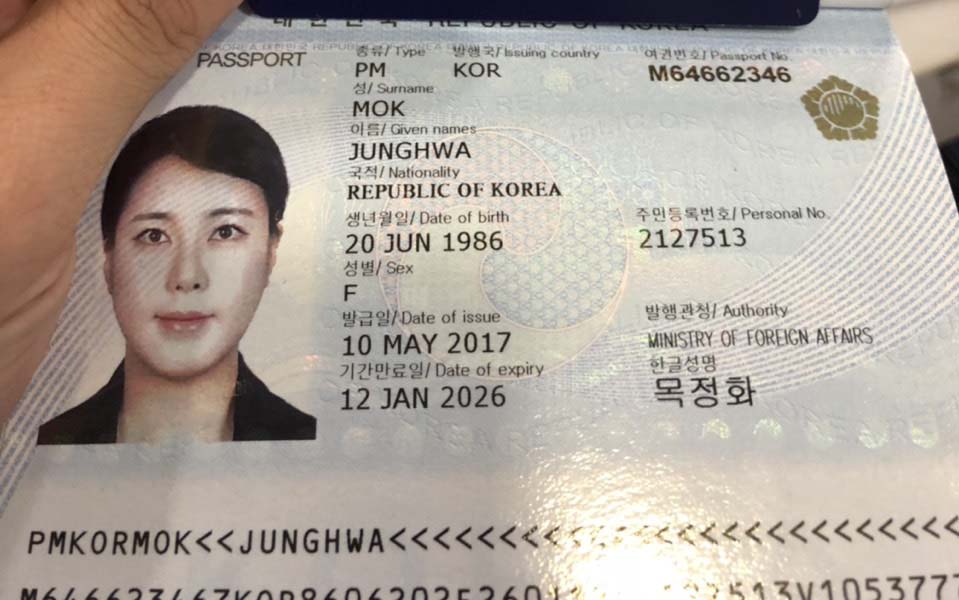 대한민국 REPUBLIC OF KOREA
PASSPORT
종류/ Type 발행국/ Issuing country 여권번호/ Passport No.
PM KOR M64662346
성/ Surname
MOK
이름/ Given names
JUNGHWA
국적/ Nationality
REPUBLIC OF KOREA
생년월일/ Date of birth 주민등록번호/ Personal No.
20 JUN 1986 2127513
성별/ Sex
F
발급일/ Date of issue 발행관청/ Authority
10 MAY 2017 MINISTRY OF FOREIGN AFFAIRS
기간만료일/ Date of expiry 한글성명
12 JAN 2026 목정화
PMKORMOK<<JUNGHWA<<<<<<<<<<<<<<<<<<<<<